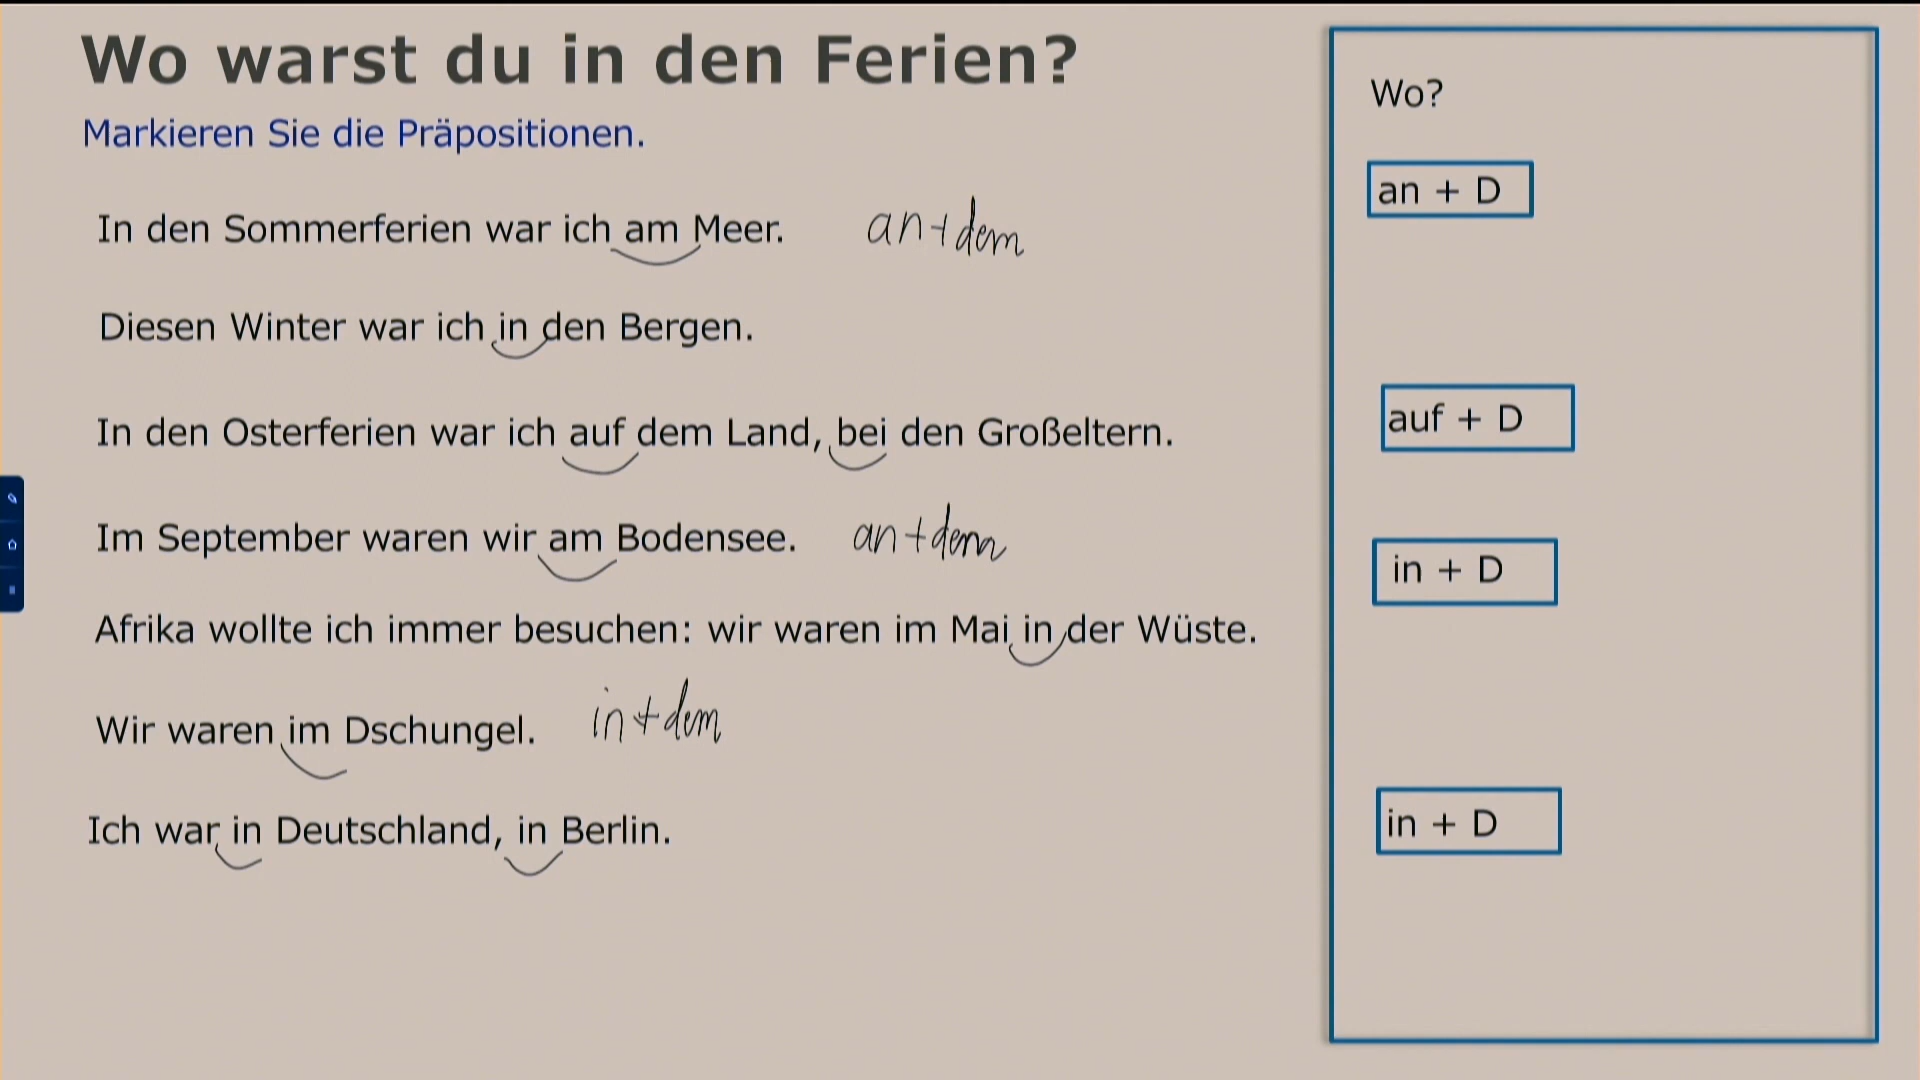 Wo warst du in den Ferien?
Markieren Sie die Präpositionen.
In den Sommerferien war ich am Meer. an+dem
Diesen Winter war ich in den Bergen.
In den Osterferien war ich auf dem Land, bei den Großeltern.
Im September waren wir am Bodensee. an+dem
Afrika wollte ich immer besuchen: wir waren im Mai in der Wüste.
Wir waren im Dschungel. in+dem
Ich war in Deutschland, in Berlin.
Wo?
an + D
auf + D
in + D
in + D